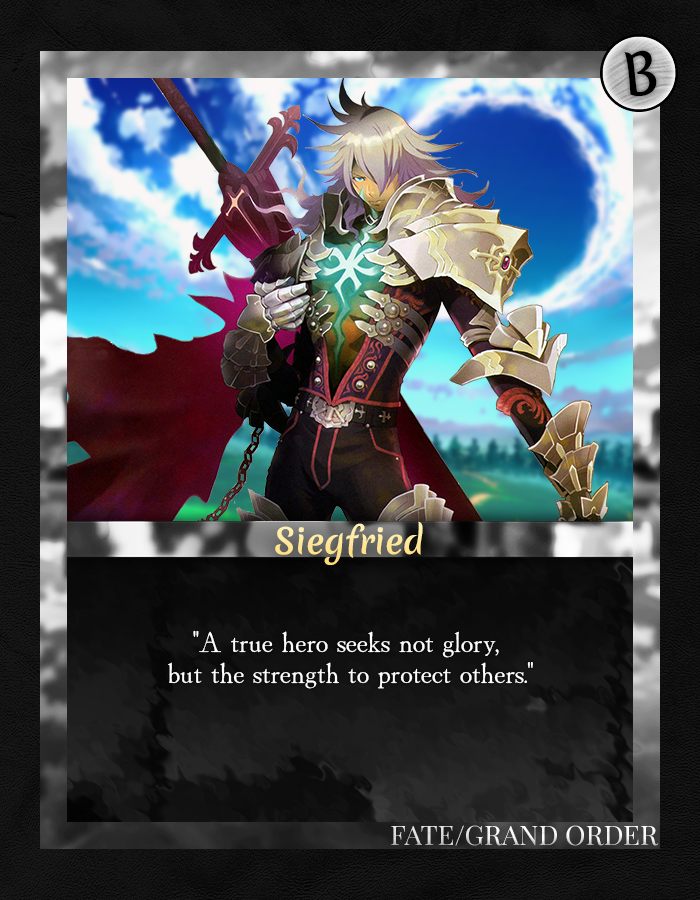 B
Siegfried
"A true hero seeks not glory,
but the strength to protect others."
FATE/GRAND ORDER